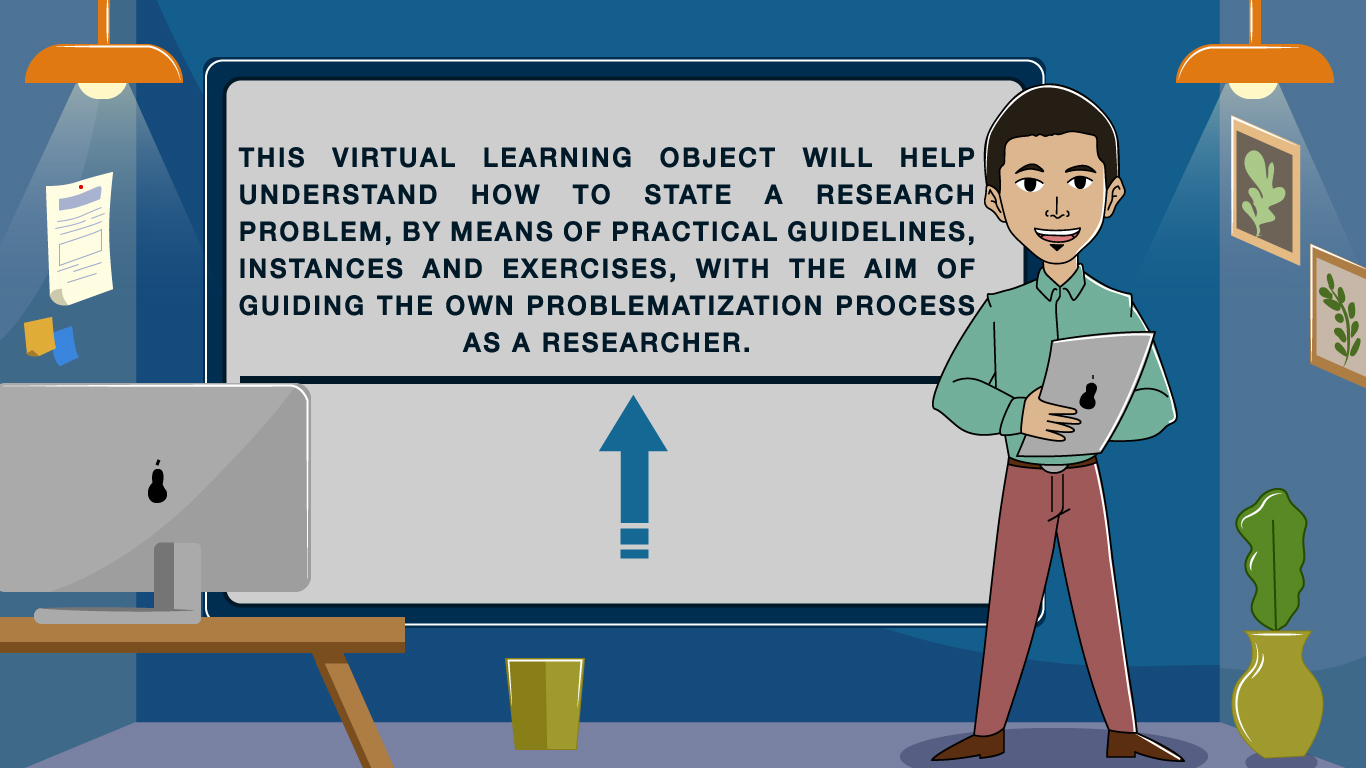 THIS VIRTUAL LEARNING OBJECT WILL HELP
UNDERSTAND HOW TO STATE A RESEARCH
PROBLEM, BY MEANS OF PRACTICAL GUIDELINES,
INSTANCES AND EXERCISES, WITH THE AIM OF
GUIDING THE OWN PROBLEMATIZATION PROCESS
AS A RESEARCHER.